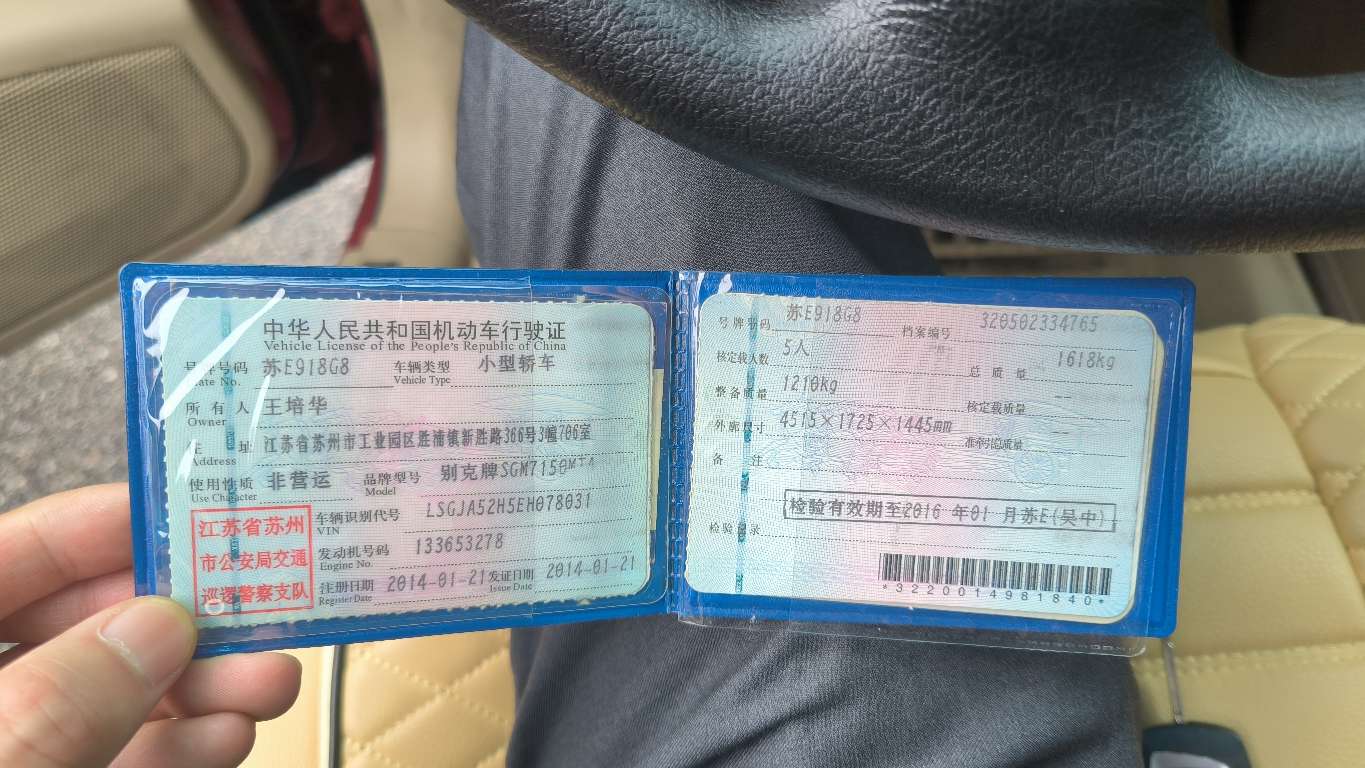 中华人民共和国机动车行驶证
Vehicle License of the People's Republic of China
号牌号码 苏E918G8 车辆类型 小型轿车
Plate No. Vehicle Type
所有人 王培华
Owner
住址 江苏省苏州市工业园区胜浦镇新胜路366号3幢706室
Address
使用性质 非营运 品牌型号 别克牌SGM7150
Use Character Model
江苏省苏州
市公安局交通
巡逻警察支队
车辆识别代号 LSGJA52H5EH078031
VIN
发动机号码 133653278
Engine No.
注册日期 2014-01-21 发证日期 2014-01-21
Register Date Issue Date
号牌号码 苏E918G8 档案编号 320502334765
核定载人数 5人 总质量 1618kg
整备质量 1210kg 核定载质量 --
外廓尺寸 4515×1725×1445mm 准牵引总质量 --
备注
检验有效期至2016 年01 月苏E(吴中)
检验记录
*3220014981840*